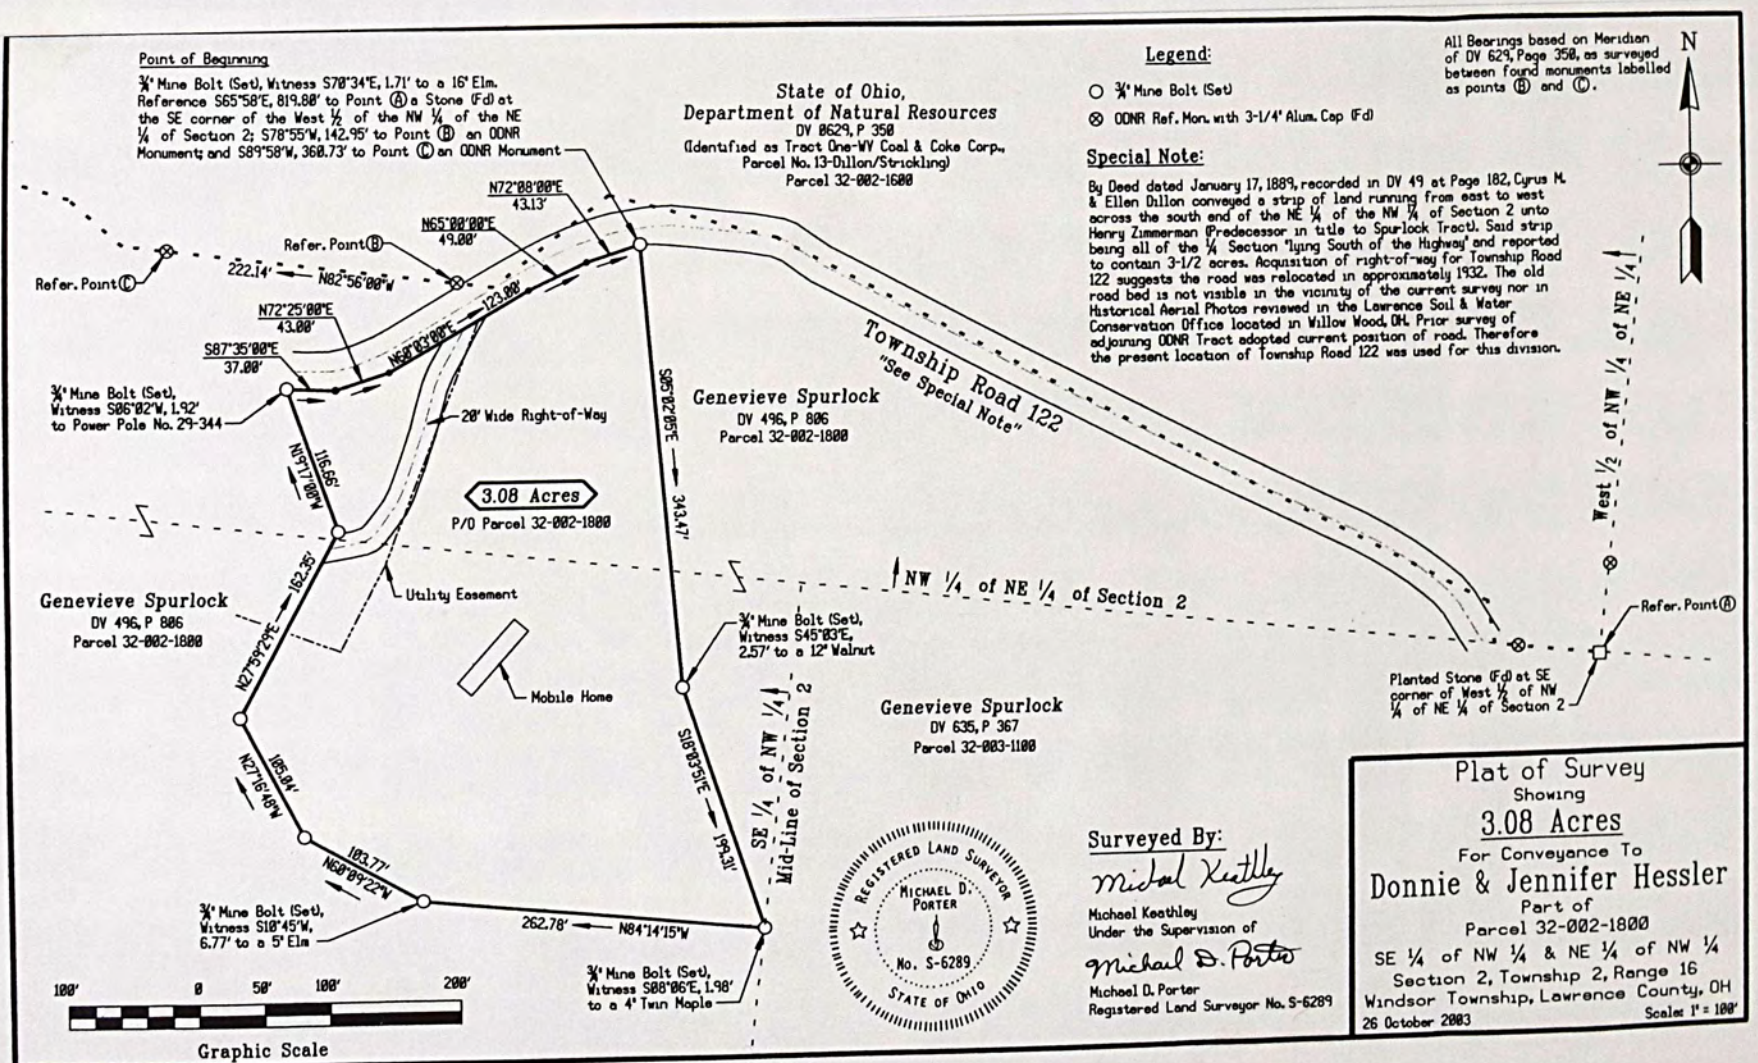 Point of Beginning
¾" Mine Bolt (Set), Witness S70°34'E, 1.71' to a 16" Elm.
Reference S65°58'E, 819.80' to Point Ⓐ a Stone (Fd) at
the SE corner of the West ½ of the NW ¼ of the NE
¼ of Section 2; S78°55'W, 142.95' to Point Ⓑ an ODNR
Monument; and S89°58'W, 360.73' to Point Ⓒ an ODNR Monument
State of Ohio,
Department of Natural Resources
DV 0629, P 350
(Identified as Tract One-WV Coal & Coke Corp.,
Parcel No. 13-Dillon/Strickling)
Parcel 32-002-1600
Legend:
¾" Mine Bolt (Set)
ODNR Ref. Mon. with 3-1/4" Alum. Cap (Fd)
All Bearings based on Meridian
of DV 629, Page 350, as surveyed
between found monuments labelled
as points Ⓑ and Ⓒ.
N
Special Note:
By Deed dated January 17, 1889, recorded in DV 49 at Page 182, Cyrus M.
& Ellen Dillon conveyed a strip of land running from east to west
across the south end of the NE ¼ of the NW ¼ of Section 2 unto
Henry Zimmerman (Predecessor in title to Spurlock Tract). Said strip
being all of the ¼ Section "lying South of the Highway" and reported
to contain 3-1/2 acres. Acquisition of right-of-way for Township Road
122 suggests the road was relocated in approximately 1932. The old
road bed is not visible in the vicinity of the current survey nor in
Historical Aerial Photos reviewed in the Lawrence Soil & Water
Conservation Office located in Willow Wood, OH. Prior survey of
adjoining ODNR Tract adopted current position of road. Therefore
the present location of Township Road 122 was used for this division.
N72°08'00"E
43.13'
N65°00'00"E
49.00'
Refer. Point Ⓑ
Refer. Point Ⓒ
222.14'
N82°56'00"W
N72°25'00"E
43.00'
S87°35'00"E
37.00'
N60°03'00"E
123.00'
¾" Mine Bolt (Set),
Witness S06°02'W, 1.92'
to Power Pole No. 29-344
20' Wide Right-of-Way
116.66'
N19°17'00"W
3.08 Acres
P/O Parcel 32-002-1800
S05°02'05"E
343.47'
Genevieve Spurlock
DV 496, P 806
Parcel 32-002-1800
Township Road 122
"See Special Note"
West ½ of NW ¼ of NE ¼
NW ¼ of NE ¼ of Section 2
Genevieve Spurlock
DV 496, P 806
Parcel 32-002-1800
162.35'
N27°59'29"E
Utility Easement
Mobile Home
¾" Mine Bolt (Set),
Witness S45°03'E,
2.57' to a 12" Walnut
Refer. Point Ⓐ
Planted Stone (Fd) at SE
corner of West ½ of NW
¼ of NE ¼ of Section 2
Genevieve Spurlock
DV 635, P 367
Parcel 32-003-1100
SE ¼ of NW ¼
Mid-Line of Section 2
S18°03'51"E
199.31'
105.04'
N27°16'48"W
103.77'
N60°09'22"W
¾" Mine Bolt (Set),
Witness S10°45'W,
6.77' to a 5" Elm
262.78'
N84°14'15"W
¾" Mine Bolt (Set),
Witness S08°06'E, 1.98'
to a 4" Twin Maple
100' 0 50' 100' 200'
Graphic Scale
REGISTERED LAND SURVEYOR
MICHAEL D.
PORTER
No. S-6289
STATE OF OHIO
Surveyed By:
Michael Keathley
Michael Keathley
Under the Supervision of
Michael D. Porter
Michael D. Porter
Registered Land Surveyor No. S-6289
Plat of Survey
Showing
3.08 Acres
For Conveyance To
Donnie & Jennifer Hessler
Part of
Parcel 32-002-1800
SE ¼ of NW ¼ & NE ¼ of NW ¼
Section 2, Township 2, Range 16
Windsor Township, Lawrence County, OH
26 October 2003
Scale: 1" = 100'